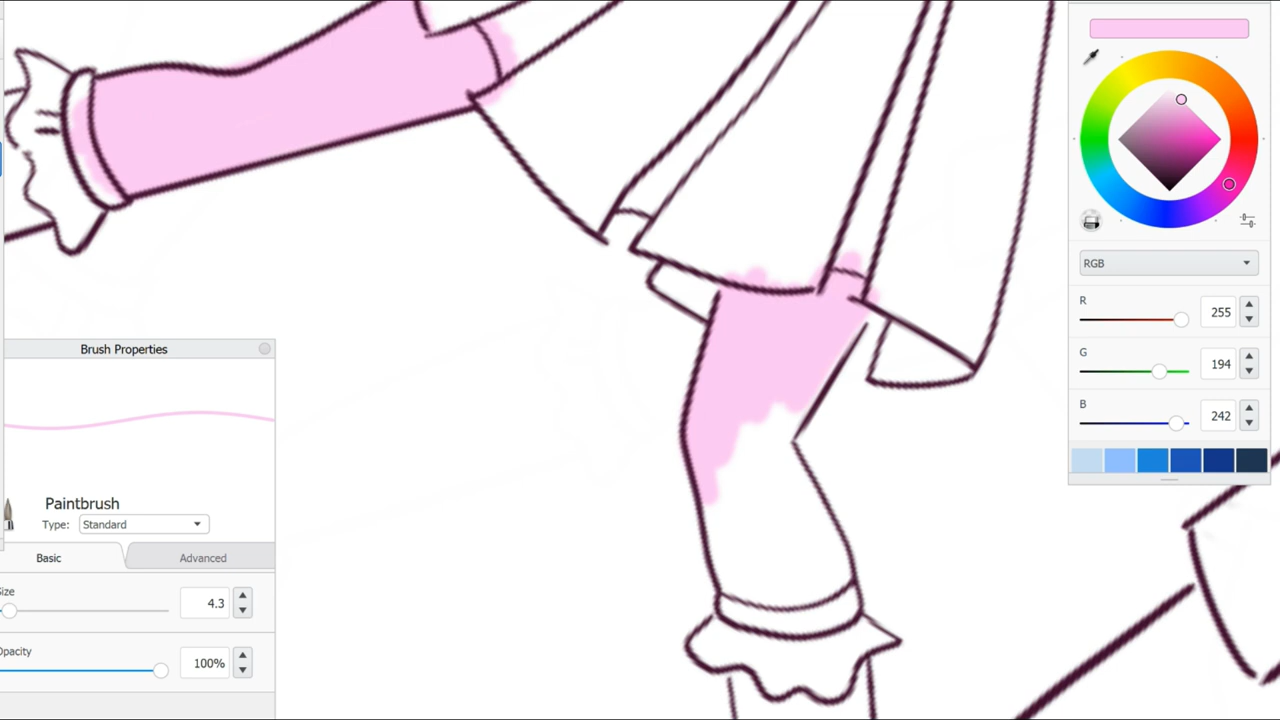 RGB
R
255
G
194
B
242
Brush Properties
Paintbrush
Type: Standard
Basic Advanced
Size
4.3
Opacity
100%